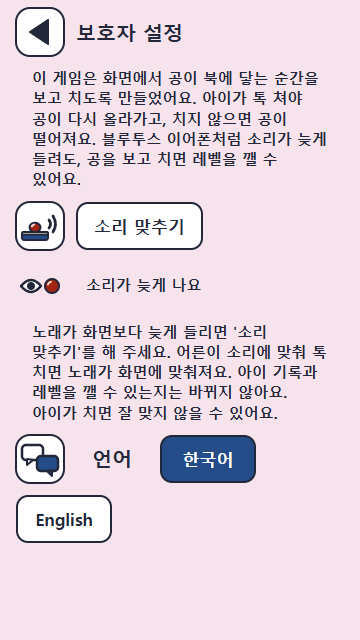 보호자 설정
이 게임은 화면에서 공이 북에 닿는 순간을
보고 치도록 만들었어요. 아이가 톡 쳐야
공이 다시 올라가고, 치지 않으면 공이
떨어져요. 블루투스 이어폰처럼 소리가 늦게
들려도, 공을 보고 치면 레벨을 깰 수
있어요.
소리 맞추기
소리가 늦게 나요
노래가 화면보다 늦게 들리면 '소리
맞추기'를 해 주세요. 어른이 소리에 맞춰 톡
치면 노래가 화면에 맞춰져요. 아이 기록과
레벨을 깰 수 있는지는 바뀌지 않아요.
아이가 치면 잘 맞지 않을 수 있어요.
언어 한국어
English